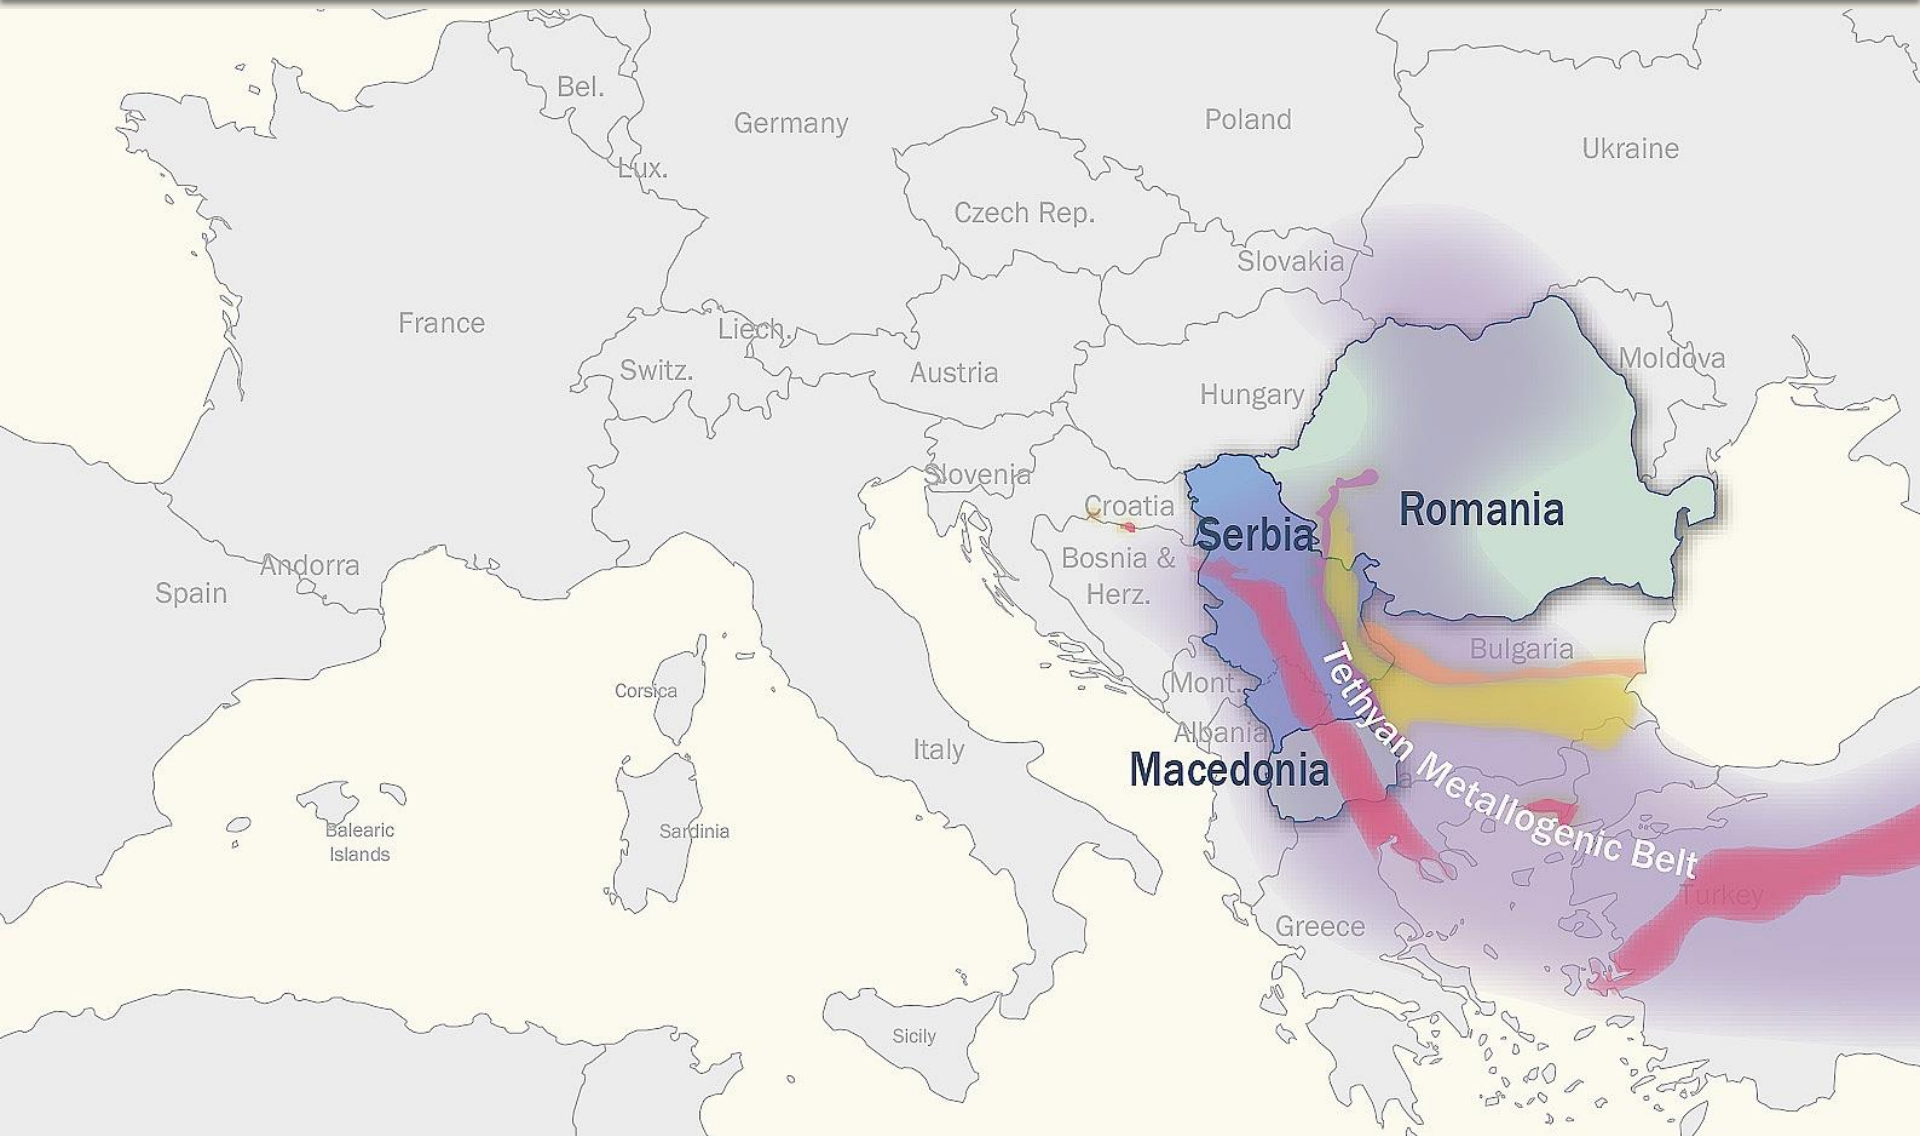 Bel.
Germany
Poland
Ukraine
Lux.
Czech Rep.
Slovakia
France
Liech.
Switz.
Austria
Hungary
Moldova
Slovenia
Croatia
Serbia
Romania
Andorra
Spain
Bosnia &
Herz.
Bulgaria
Mont.
Corsica
Albania
Italy
Macedonia
Tethyan Metallogenic Belt
Balearic
Islands
Sardinia
Turkey
Greece
Sicily